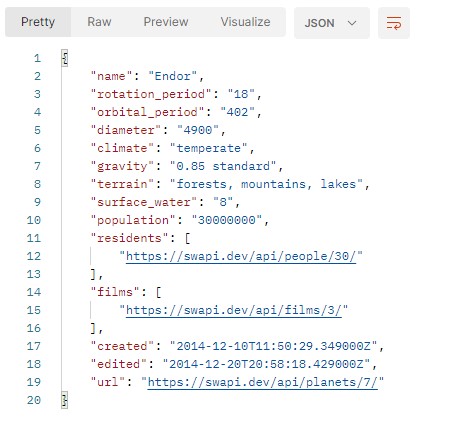 Pretty Raw Preview Visualize JSON
1 {
2 "name": "Endor",
3 "rotation_period": "18",
4 "orbital_period": "402",
5 "diameter": "4900",
6 "climate": "temperate",
7 "gravity": "0.85 standard",
8 "terrain": "forests, mountains, lakes",
9 "surface_water": "8",
10 "population": "30000000",
11 "residents": [
12 "https://swapi.dev/api/people/30/"
13 ],
14 "films": [
15 "https://swapi.dev/api/films/3/"
16 ],
17 "created": "2014-12-10T11:50:29.349000Z",
18 "edited": "2014-12-20T20:58:18.429000Z",
19 "url": "https://swapi.dev/api/planets/7/"
20 }